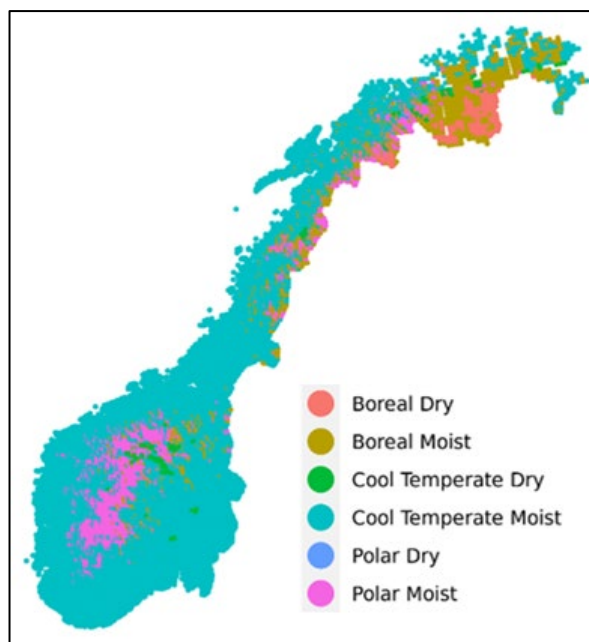 Boreal Dry
Boreal Moist
Cool Temperate Dry
Cool Temperate Moist
Polar Dry
Polar Moist